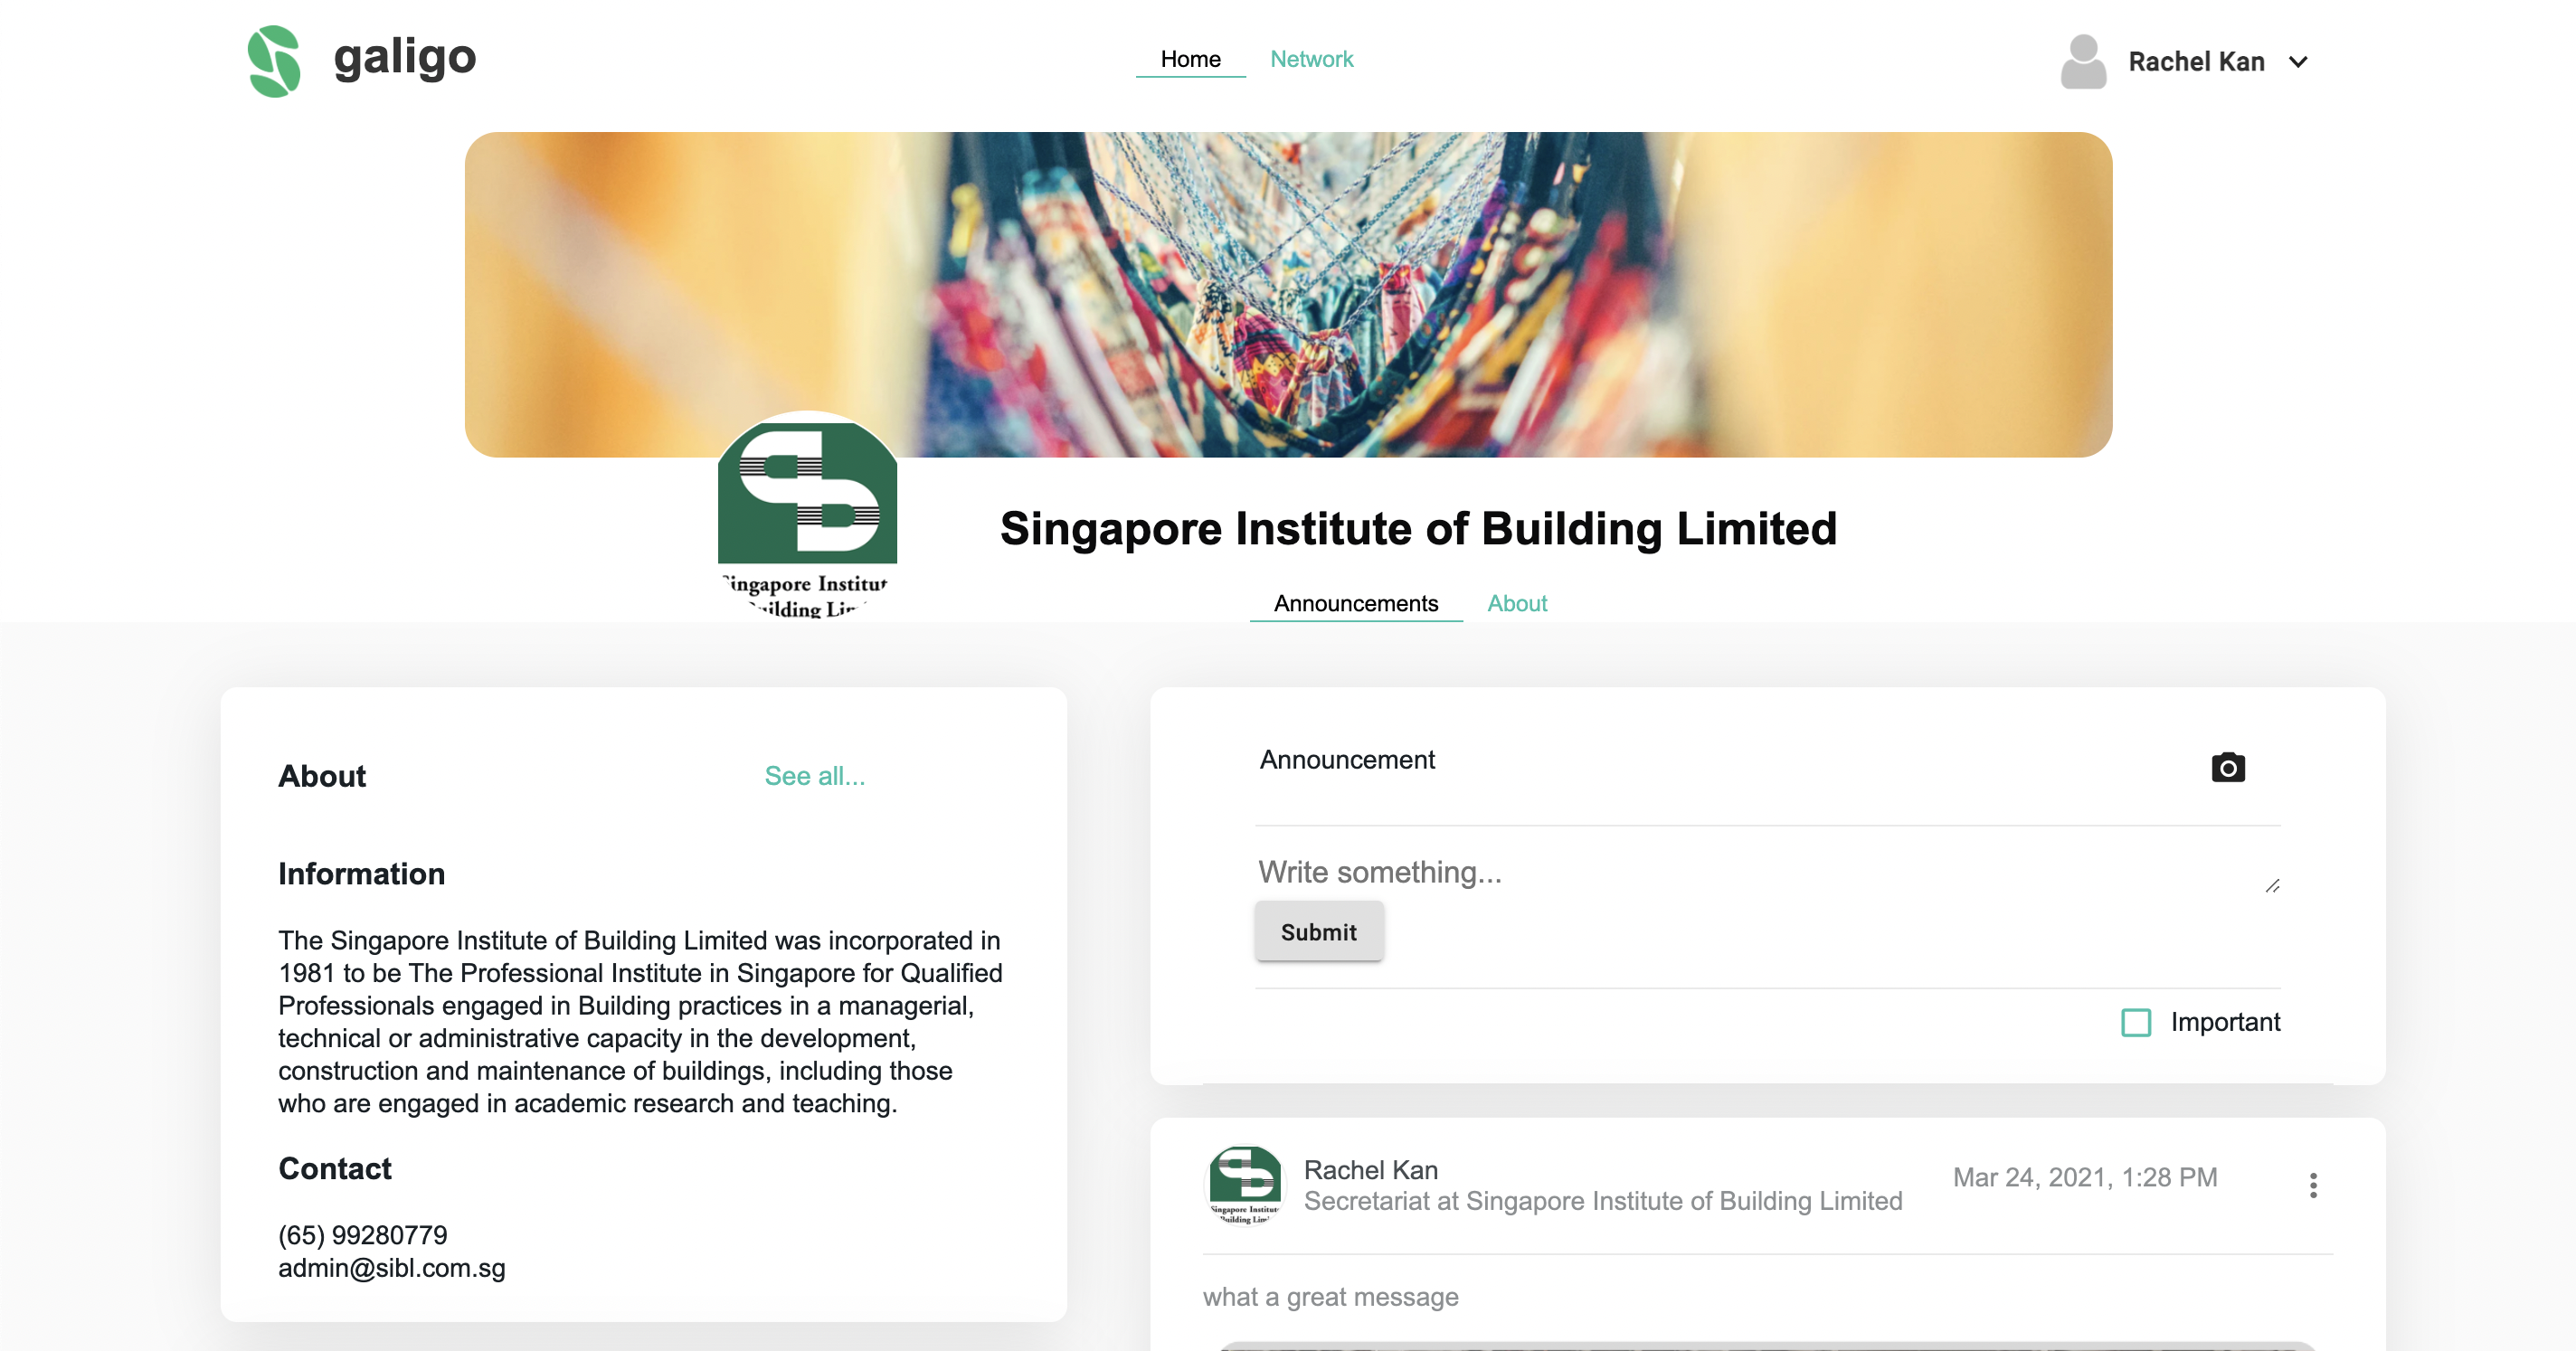 galigo
Home
Network
Rachel Kan
Singapore Institute of Building Limited
Announcements
About
About
See all...
Information
The Singapore Institute of Building Limited was incorporated in
1981 to be The Professional Institute in Singapore for Qualified
Professionals engaged in Building practices in a managerial,
technical or administrative capacity in the development,
construction and maintenance of buildings, including those
who are engaged in academic research and teaching.
Contact
(65) 99280779
admin@sibl.com.sg
Announcement
Write something...
Submit
Important
Rachel Kan
Secretariat at Singapore Institute of Building Limited
Mar 24, 2021, 1:28 PM
what a great message